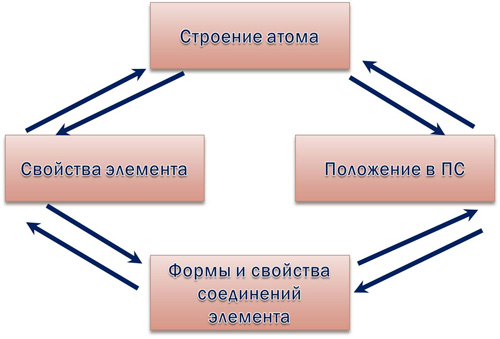 Строение атома
Свойства элемента
Положение в ПС
Формы и свойства
соединений
элемента